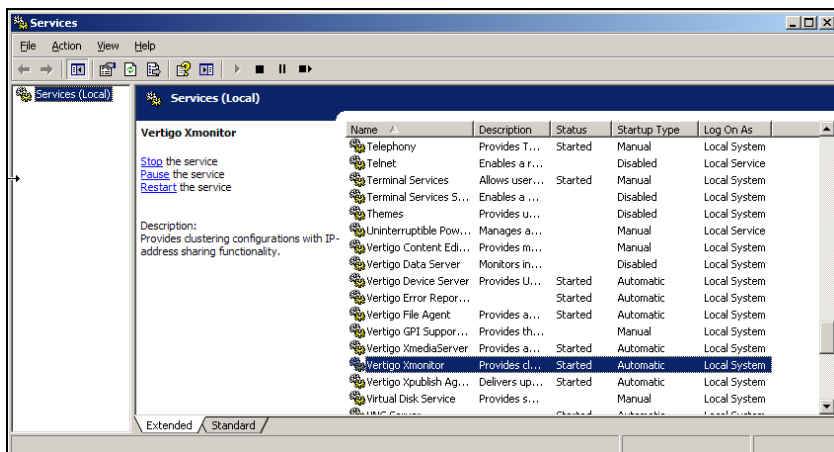 Services
File Action View Help
Services (Local)
Services (Local)
Vertigo Xmonitor
Stop the service
Pause the service
Restart the service
Description:
Provides clustering configurations with IP-
address sharing functionality.
Name Description Status Startup Type Log On As
Telephony Provides T... Started Manual Local System
Telnet Enables a r... Disabled Local Service
Terminal Services Allows user... Started Manual Local System
Terminal Services S... Enables a ... Disabled Local System
Themes Provides u... Disabled Local System
Uninterruptible Pow... Manages a... Manual Local Service
Vertigo Content Edi... Provides m... Manual Local System
Vertigo Data Server Monitors in... Disabled Local System
Vertigo Device Server Provides U... Started Automatic Local System
Vertigo Error Repor... Started Automatic Local System
Vertigo File Agent Provides a... Started Automatic Local System
Vertigo GPI Suppor... Provides th... Manual Local System
Vertigo XmediaServer Provides a... Started Automatic Local System
Vertigo Xmonitor Provides cl... Started Automatic Local System
Vertigo Xpublish Ag... Delivers up... Started Automatic Local System
Virtual Disk Service Provides s... Manual Local System
VNC Server Started Automatic Local System
Extended Standard